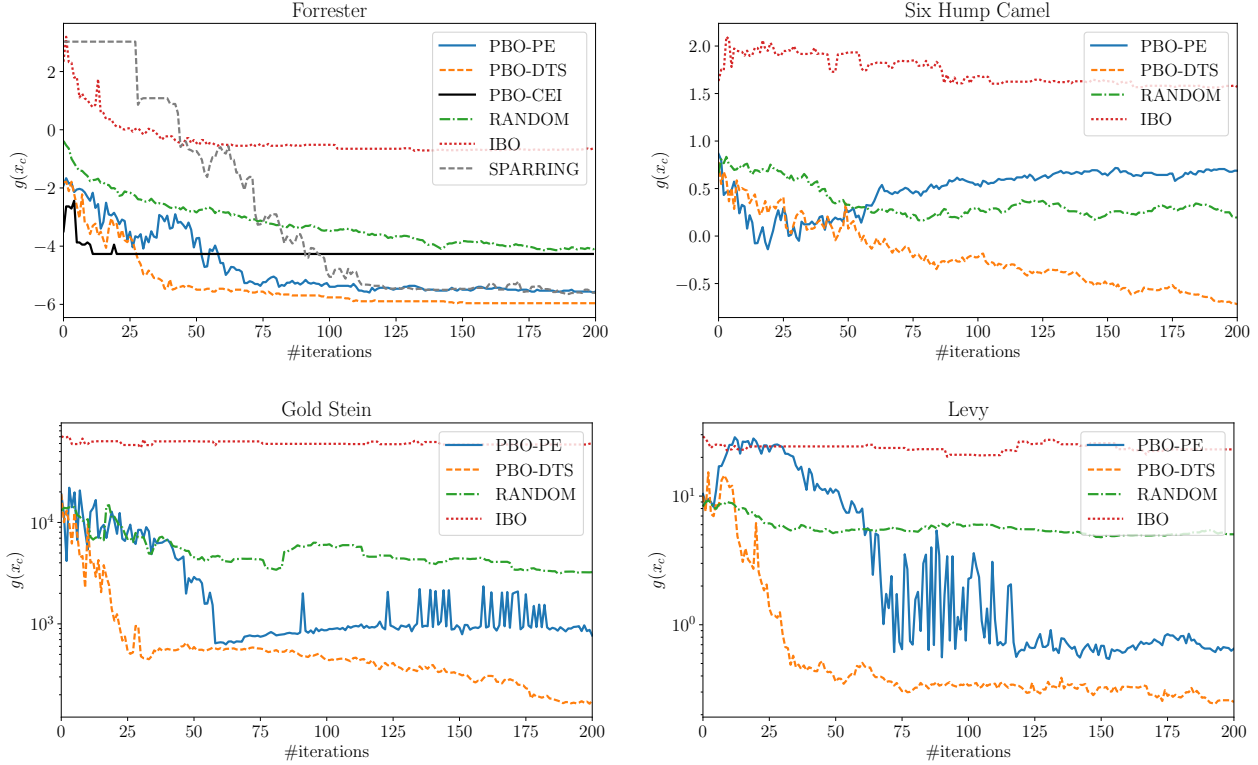 Forrester
g(x_c)
2
0
−2
−4
−6
0 25 50 75 100 125 150 175 200
#iterations
PBO-PE
PBO-DTS
PBO-CEI
RANDOM
IBO
SPARRING
Six Hump Camel
g(x_c)
2.0
1.5
1.0
0.5
0.0
−0.5
0 25 50 75 100 125 150 175 200
#iterations
PBO-PE
PBO-DTS
RANDOM
IBO
Gold Stein
g(x_c)
10^4
10^3
0 25 50 75 100 125 150 175 200
#iterations
PBO-PE
PBO-DTS
RANDOM
IBO
Levy
g(x_c)
10^1
10^0
0 25 50 75 100 125 150 175 200
#iterations
PBO-PE
PBO-DTS
RANDOM
IBO